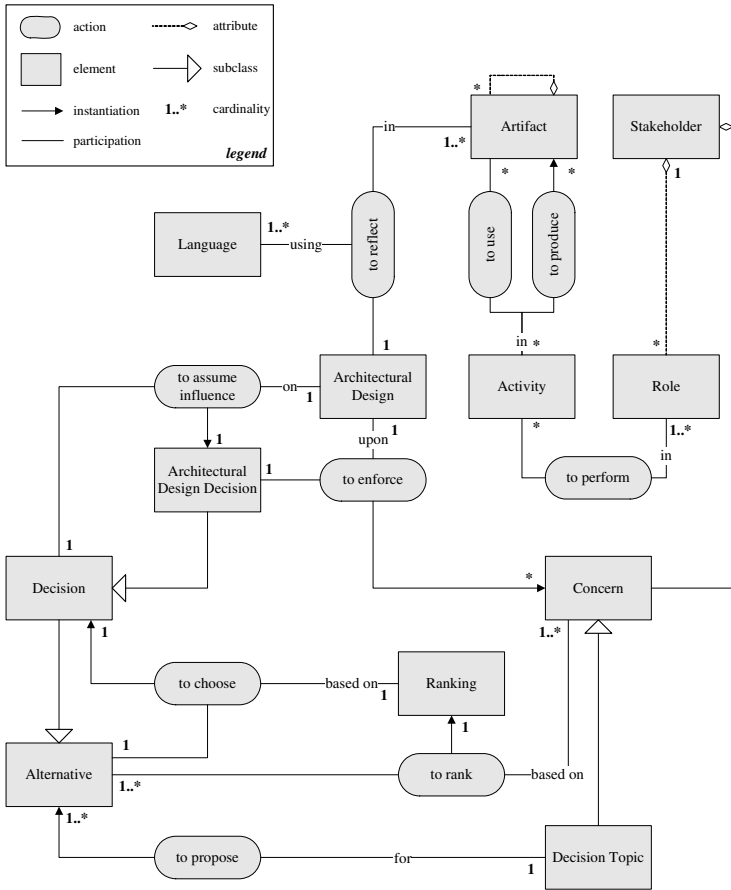 action
attribute
element
subclass
instantiation
1..*
cardinality
participation
legend
*
in
1..*
Artifact
Stakeholder
*
*
1
1..*
Language
using
to reflect
to use
to produce
1
in
*
*
to assume
influence
on
1
Architectural
Design
Activity
Role
1
upon
1
*
1..*
Architectural
Design Decision
1
to enforce
in
to perform
1
*
Decision
Concern
1
1..*
to choose
based on
1
Ranking
1
1
Alternative
1..*
to rank
based on
1..*
to propose
for
1
Decision Topic